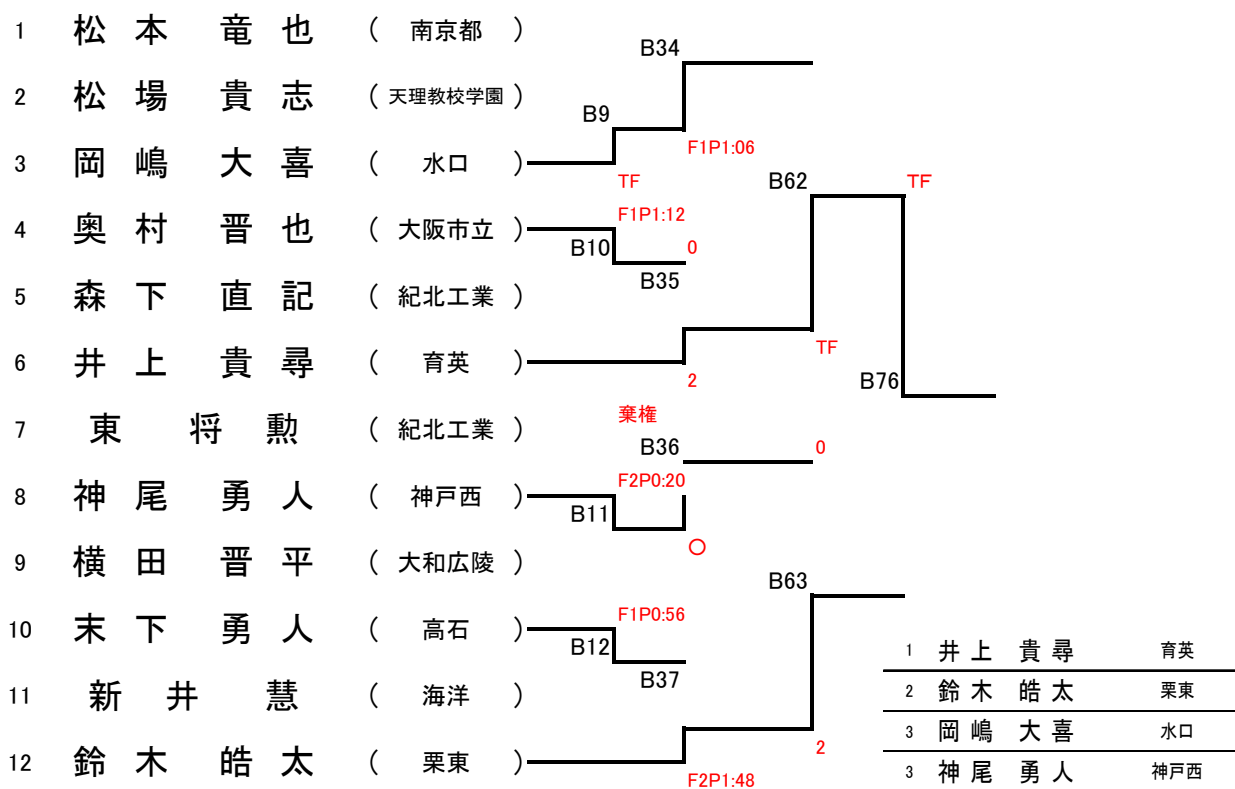 1 松本 竜也 ( 南京都 )
B34
2 松場 貴志 ( 天理教校学園 )
B9
F1P1:06
3 岡嶋 大喜 ( 水口 )
TF
B62
TF
F1P1:12
4 奥村 晋也 ( 大阪市立 )
B10
0
B35
5 森下 直記 ( 紀北工業 )
TF
6 井上 貴尋 ( 育英 )
2
B76
棄権
7 東 将勲 ( 紀北工業 )
B36
0
F2P0:20
8 神尾 勇人 ( 神戸西 )
B11
○
9 横田 晋平 ( 大和広陵 )
B63
F1P0:56
10 末下 勇人 ( 高石 )
B12
B37
11 新井 慧 ( 海洋 )
2
12 鈴木 皓太 ( 栗東 )
F2P1:48
1 井上 貴尋 育英
2 鈴木 皓太 栗東
3 岡嶋 大喜 水口
3 神尾 勇人 神戸西